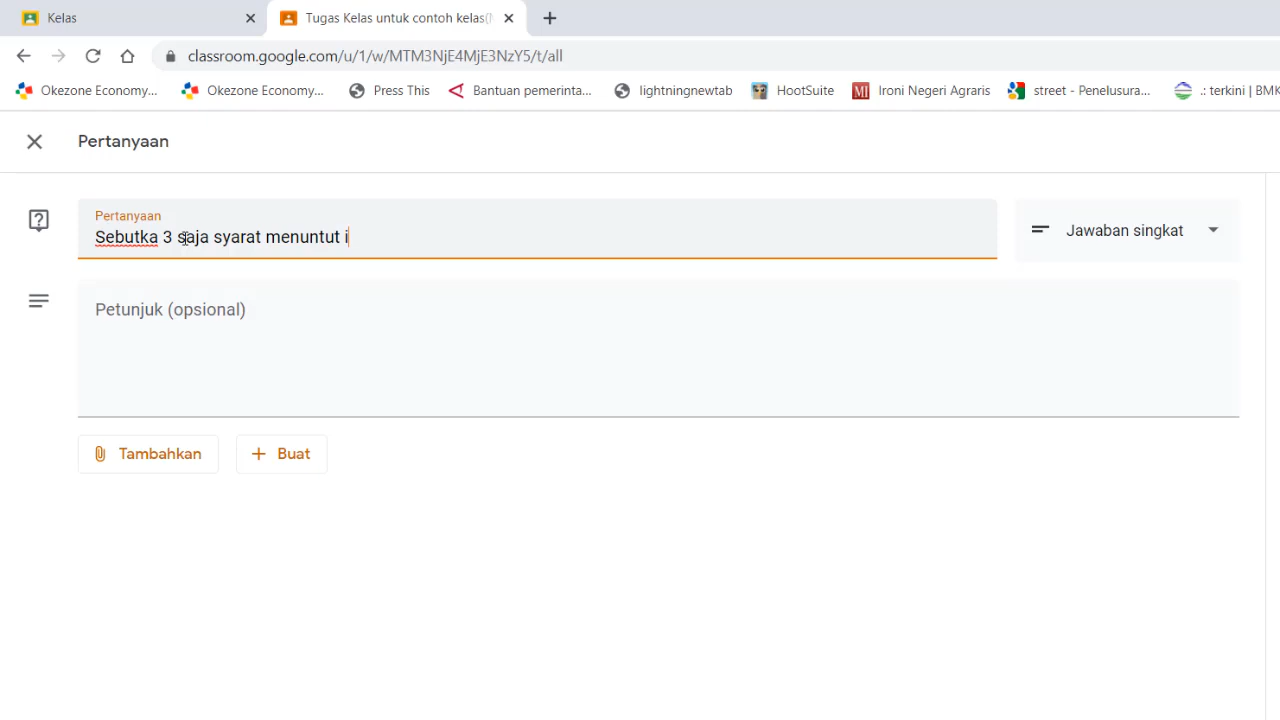 Kelas
Tugas Kelas untuk contoh kelas(
classroom.google.com/u/1/w/MTM3NjE4MjE3NzY5/t/all
Okezone Economy... Okezone Economy... Press This Bantuan pemerinta... lightningnewtab HootSuite MI Ironi Negeri Agraris street - Penelusura... .: terkini | BMK
Pertanyaan
Pertanyaan
Sebutka 3 saja syarat menuntut i
Jawaban singkat
Petunjuk (opsional)
Tambahkan
+ Buat